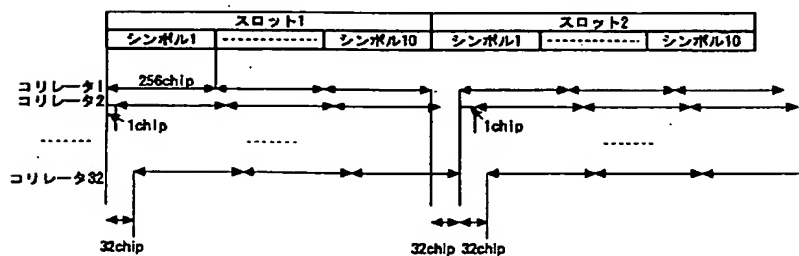 スロット1 スロット2
シンボル1 シンボル10 シンボル1 シンボル10
コリレータ1 256chip
コリレータ2
1chip 1chip
コリレータ32
32chip 32chip 32chip